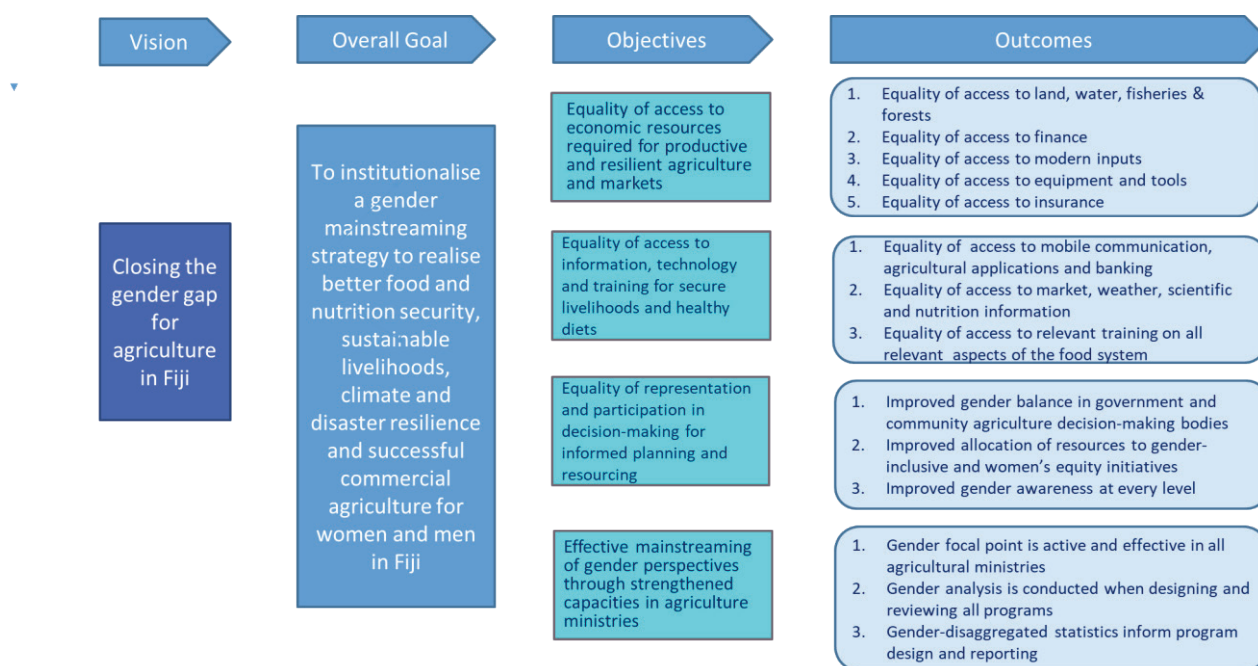 Vision
Overall Goal
Objectives
Outcomes
Closing the
gender gap
for
agriculture
in Fiji
To institutionalise
a gender
mainstreaming
strategy to realise
better food and
nutrition security,
sustainable
livelihoods,
climate and
disaster resilience
and successful
commercial
agriculture for
women and men
in Fiji
Equality of access to
economic resources
required for productive
and resilient agriculture
and markets
1. Equality of access to land, water, fisheries &
forests
2. Equality of access to finance
3. Equality of access to modern inputs
4. Equality of access to equipment and tools
5. Equality of access to insurance
Equality of access to
information, technology
and training for secure
livelihoods and healthy
diets
1. Equality of access to mobile communication,
agricultural applications and banking
2. Equality of access to market, weather, scientific
and nutrition information
3. Equality of access to relevant training on all
relevant aspects of the food system
Equality of representation
and participation in
decision-making for
informed planning and
resourcing
1. Improved gender balance in government and
community agriculture decision-making bodies
2. Improved allocation of resources to gender-
inclusive and women's equity initiatives
3. Improved gender awareness at every level
Effective mainstreaming
of gender perspectives
through strengthened
capacities in agriculture
ministries
1. Gender focal point is active and effective in all
agricultural ministries
2. Gender analysis is conducted when designing and
reviewing all programs
3. Gender-disaggregated statistics inform program
design and reporting